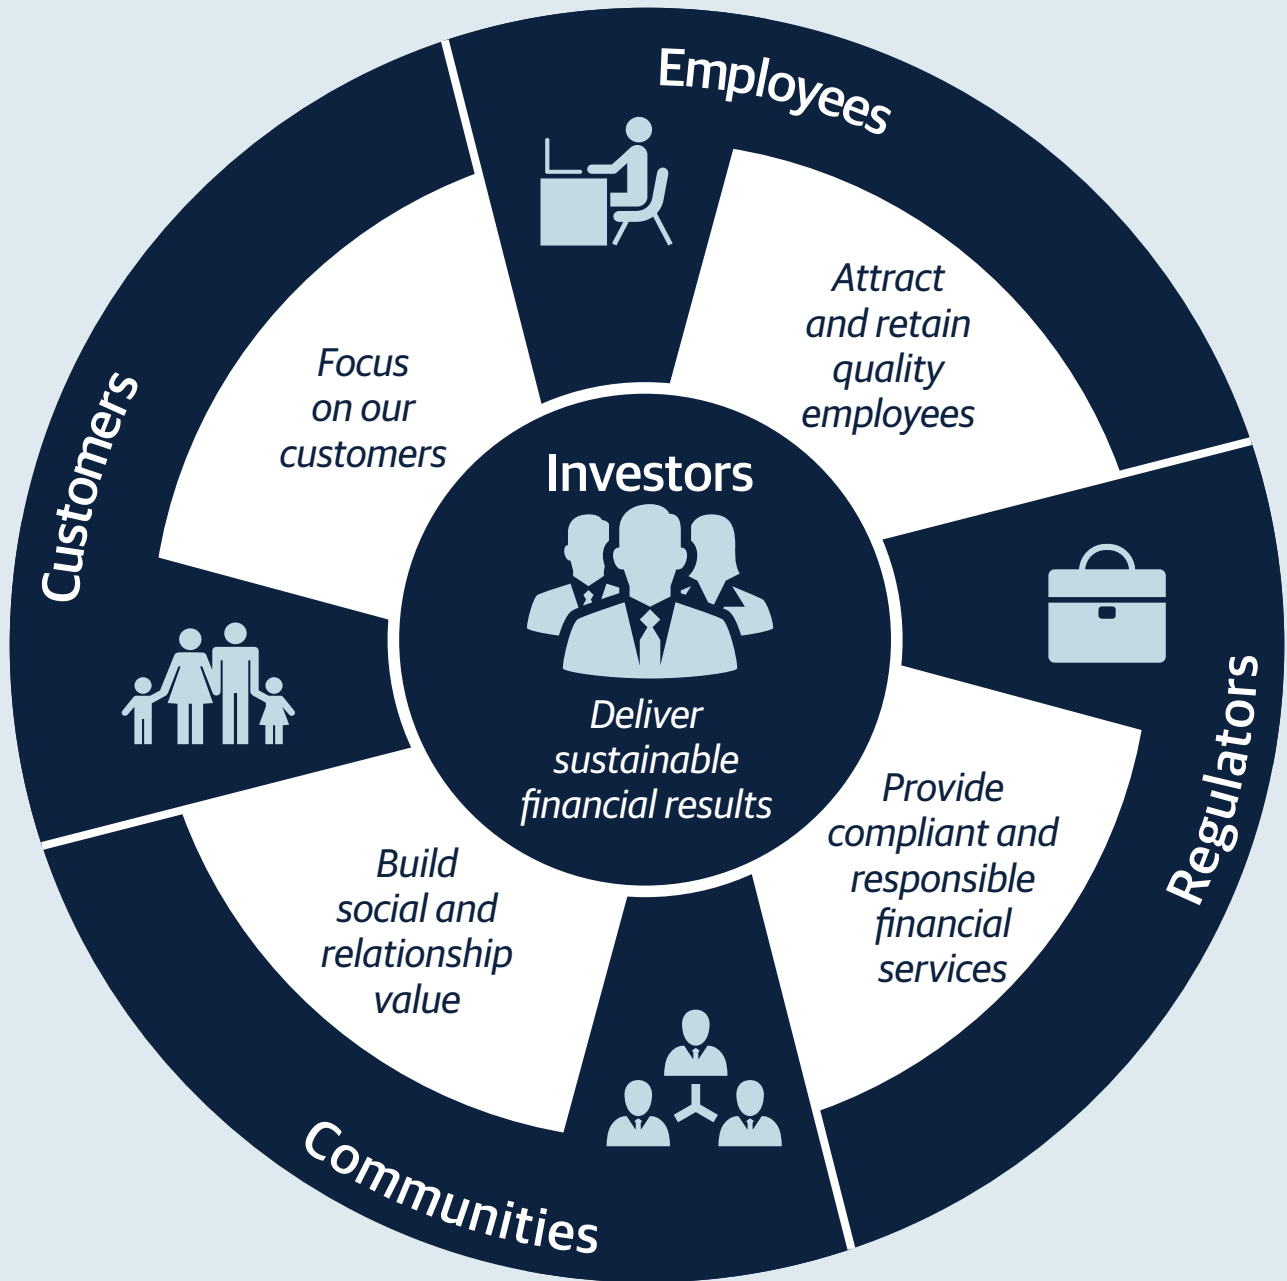 Employees
Attract
and retain
quality
employees
Customers
Focus
on our
customers
Investors
Deliver
sustainable
financial results
Regulators
Provide
compliant and
responsible
financial
services
Communities
Build
social and
relationship
value